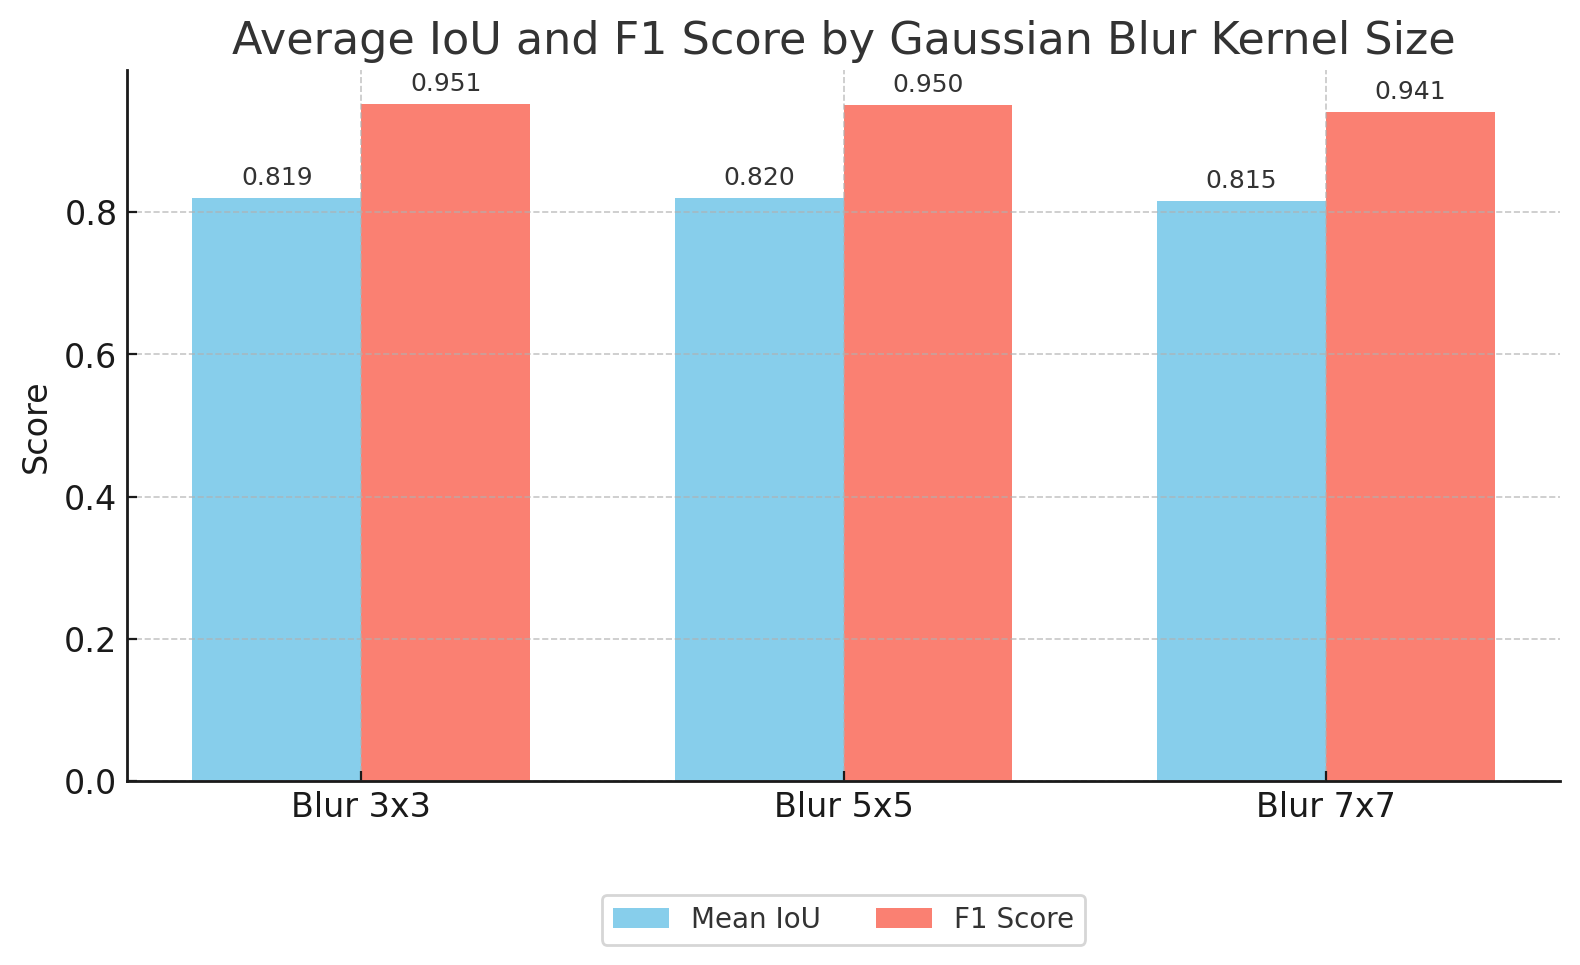 Average IoU and F1 Score by Gaussian Blur Kernel Size
0.951
0.950
0.941
0.819
0.820
0.815
0.8
0.6
Score
0.4
0.2
0.0
Blur 3x3
Blur 5x5
Blur 7x7
Mean IoU
F1 Score